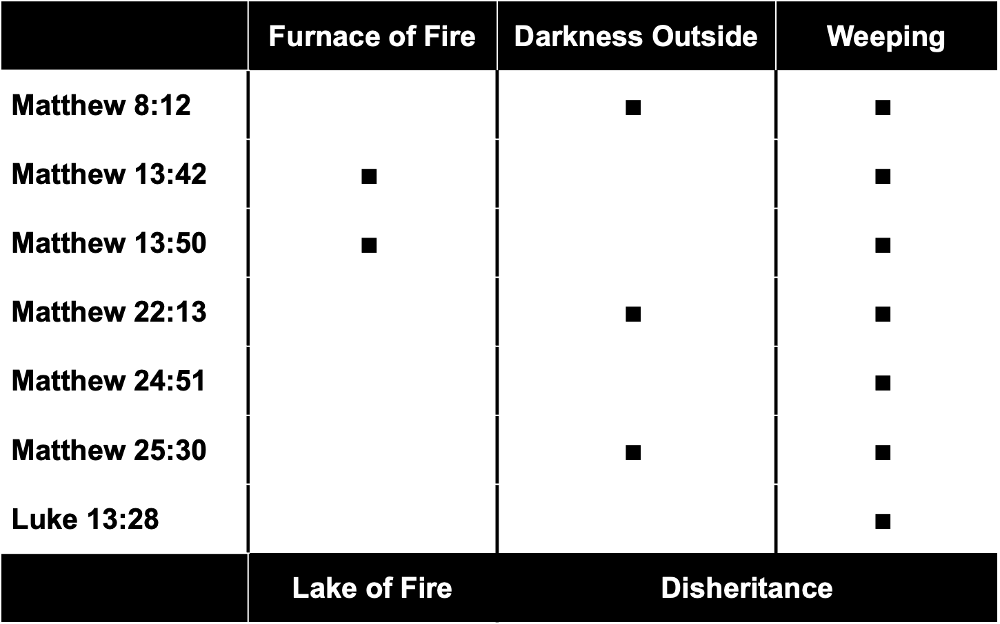 Furnace of Fire Darkness Outside Weeping
Matthew 8:12 ■ ■
Matthew 13:42 ■ ■
Matthew 13:50 ■ ■
Matthew 22:13 ■ ■
Matthew 24:51 ■
Matthew 25:30 ■ ■
Luke 13:28 ■
Lake of Fire Disheritance